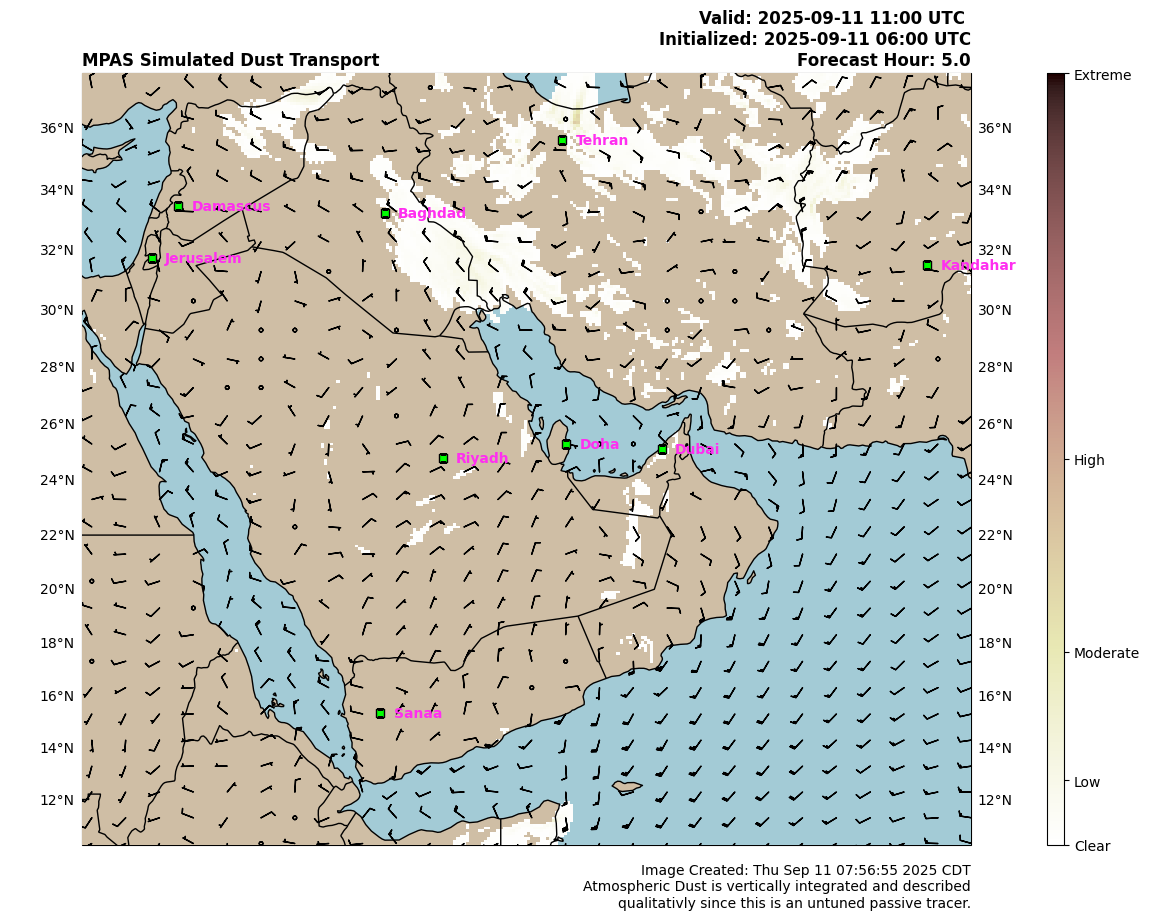 Valid: 2025-09-11 11:00 UTC
Initialized: 2025-09-11 06:00 UTC
MPAS Simulated Dust Transport
Forecast Hour: 5.0
Extreme
High
Moderate
Low
Clear
36°N
34°N
32°N
30°N
28°N
26°N
24°N
22°N
20°N
18°N
16°N
14°N
12°N
36°N
34°N
32°N
30°N
28°N
26°N
24°N
22°N
20°N
18°N
16°N
14°N
12°N
Tehran
Damascus
Baghdad
Jerusalem
Kandahar
Doha
Dubai
Riyadh
Sanaa
Image Created: Thu Sep 11 07:56:55 2025 CDT
Atmospheric Dust is vertically integrated and described
qualitativly since this is an untuned passive tracer.